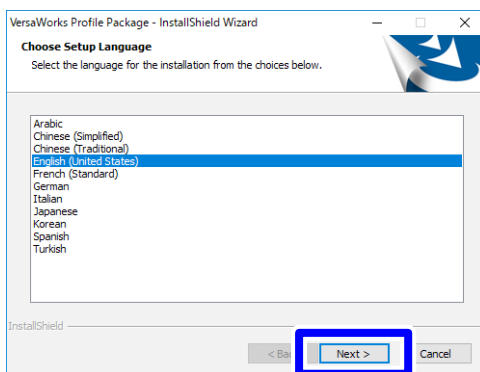 VersaWorks Profile Package - InstallShield Wizard
Choose Setup Language
Select the language for the installation from the choices below.
Arabic
Chinese (Simplified)
Chinese (Traditional)
English (United States)
French (Standard)
German
Italian
Japanese
Korean
Spanish
Turkish
InstallShield
< Ba Next > Cancel